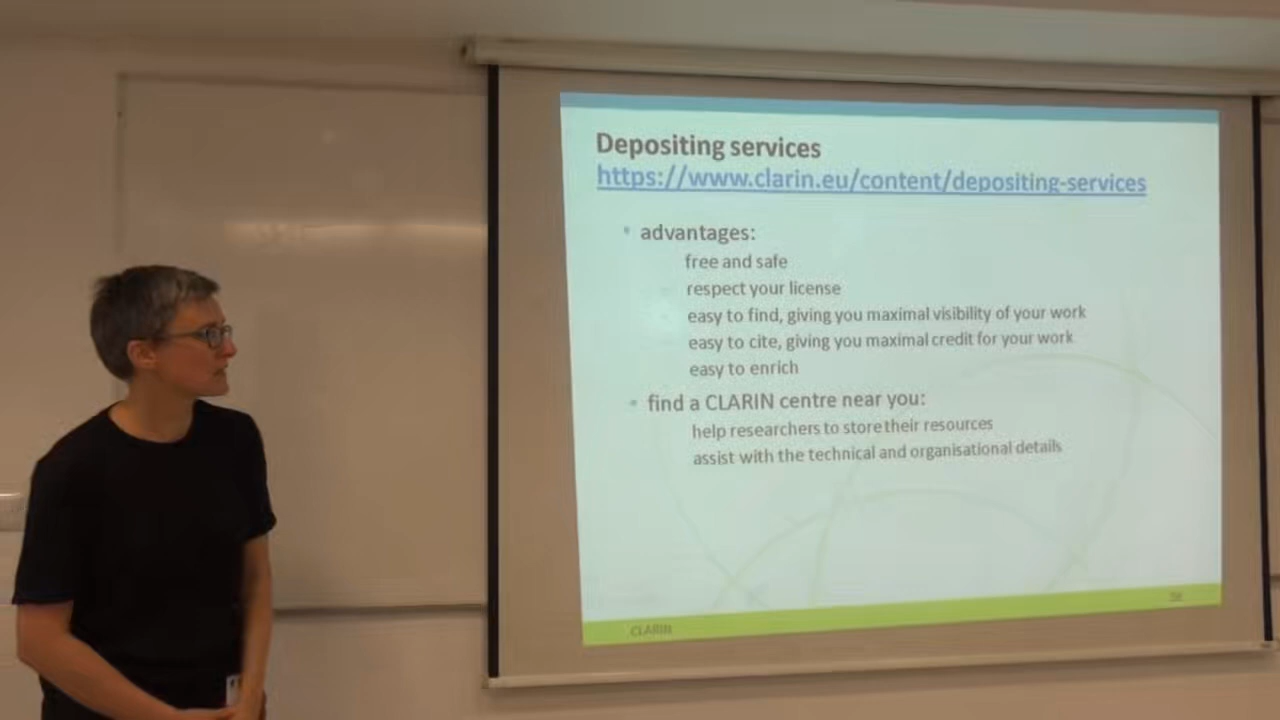 Depositing services
https://www.clarin.eu/content/depositing-services
advantages:
free and safe
respect your license
easy to find, giving you maximal visibility of your work
easy to cite, giving you maximal credit for your work
easy to enrich
find a CLARIN centre near you:
help researchers to store their resources
assist with the technical and organisational details
CLARIN